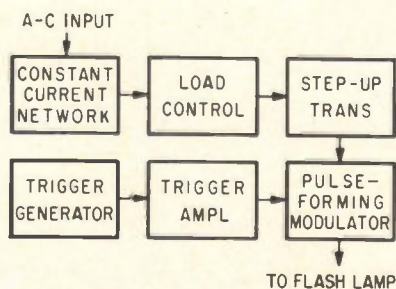 A-C INPUT
CONSTANT
CURRENT
NETWORK
LOAD
CONTROL
STEP-UP
TRANS
TRIGGER
GENERATOR
TRIGGER
AMPL
PULSE-
FORMING
MODULATOR
TO FLASH LAMP